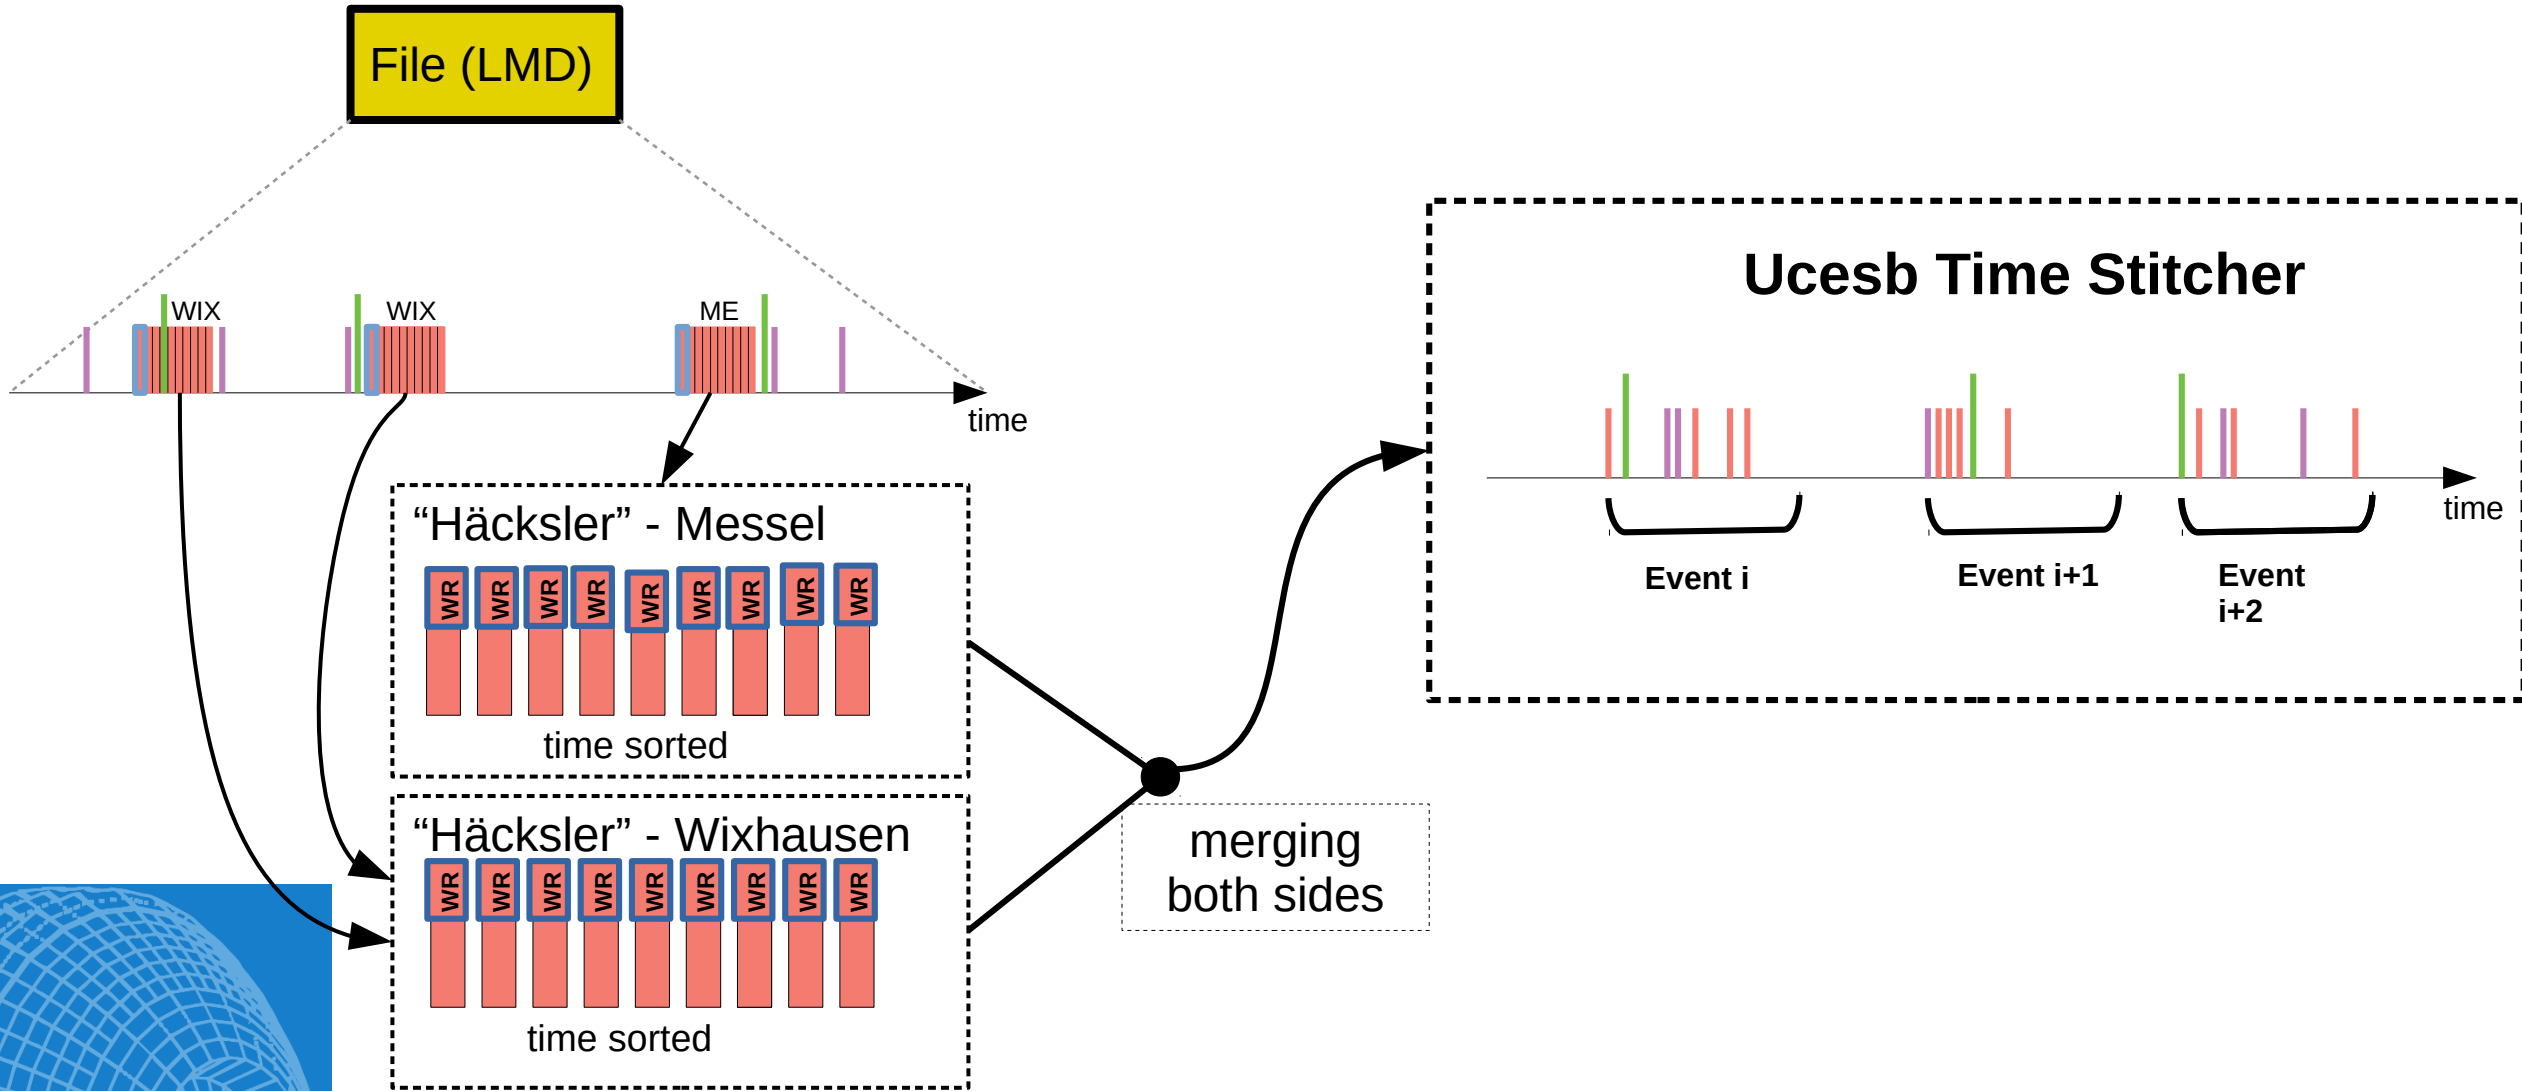 File (LMD)
WIX
WIX
ME
time
“Häcksler” - Messel
WR WR WR WR WR WR WR WR WR
time sorted
“Häcksler” - Wixhausen
WR WR WR WR WR WR WR WR WR
time sorted
merging
both sides
Ucesb Time Stitcher
time
Event i
Event i+1
Event
i+2